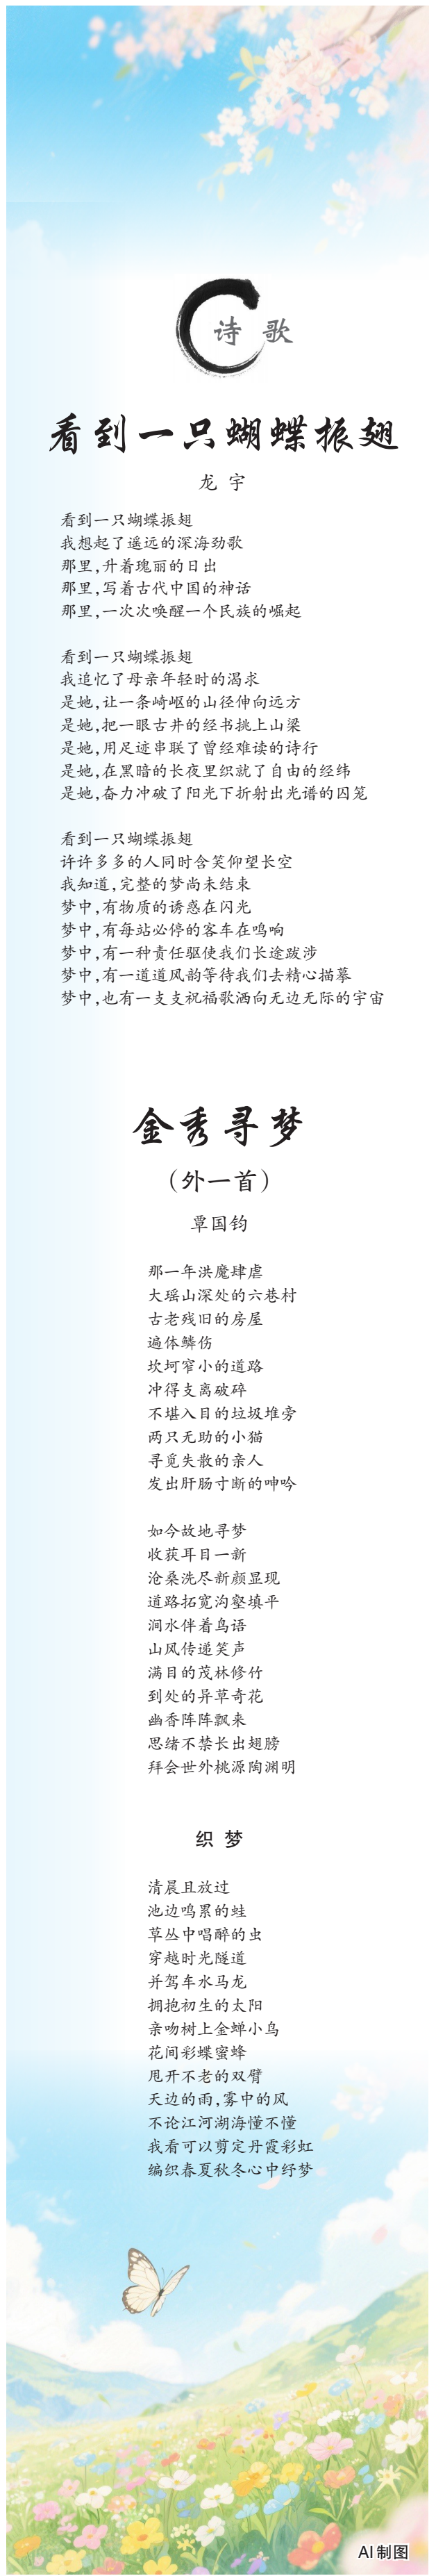 诗 歌
看到一只蝴蝶振翅
龙 宇
看到一只蝴蝶振翅
我想起了遥远的深海劲歌
那里,升着瑰丽的日出
那里,写着古代中国的神话
那里,一次次唤醒一个民族的崛起
看到一只蝴蝶振翅
我追忆了母亲年轻时的渴求
是她,让一条崎岖的山径伸向远方
是她,把一眼古井的经书挑上山梁
是她,用足迹串联了曾经难读的诗行
是她,在黑暗的长夜里织就了自由的经纬
是她,奋力冲破了阳光下折射出光谱的囚笼
看到一只蝴蝶振翅
许许多多的人同时含笑仰望长空
我知道,完整的梦尚未结束
梦中,有物质的诱惑在闪光
梦中,有每站必停的客车在鸣响
梦中,有一种责任驱使我们长途跋涉
梦中,有一道道风韵等待我们去精心描摹
梦中,也有一支支祝福歌洒向无边无际的宇宙
金秀寻梦
(外一首)
覃国钧
那一年洪魔肆虐
大瑶山深处的六巷村
古老残旧的房屋
遍体鳞伤
坎坷窄小的道路
冲得支离破碎
不堪入目的垃圾堆旁
两只无助的小猫
寻觅失散的亲人
发出肝肠寸断的呻吟
如今故地寻梦
收获耳目一新
沧桑洗尽新颜显现
道路拓宽沟壑填平
涧水伴着鸟语
山风传递笑声
满目的茂林修竹
到处的异草奇花
幽香阵阵飘来
思绪不禁长出翅膀
拜会世外桃源陶渊明
织 梦
清晨且放过
池边鸣累的蛙
草丛中唱醉的虫
穿越时光隧道
并驾车水马龙
拥抱初生的太阳
亲吻树上金蝉小鸟
花间彩蝶蜜蜂
甩开不老的双臂
天边的雨,雾中的风
不论江河湖海懂不懂
我看可以剪定丹霞彩虹
编织春夏秋冬心中纾梦
AI制图